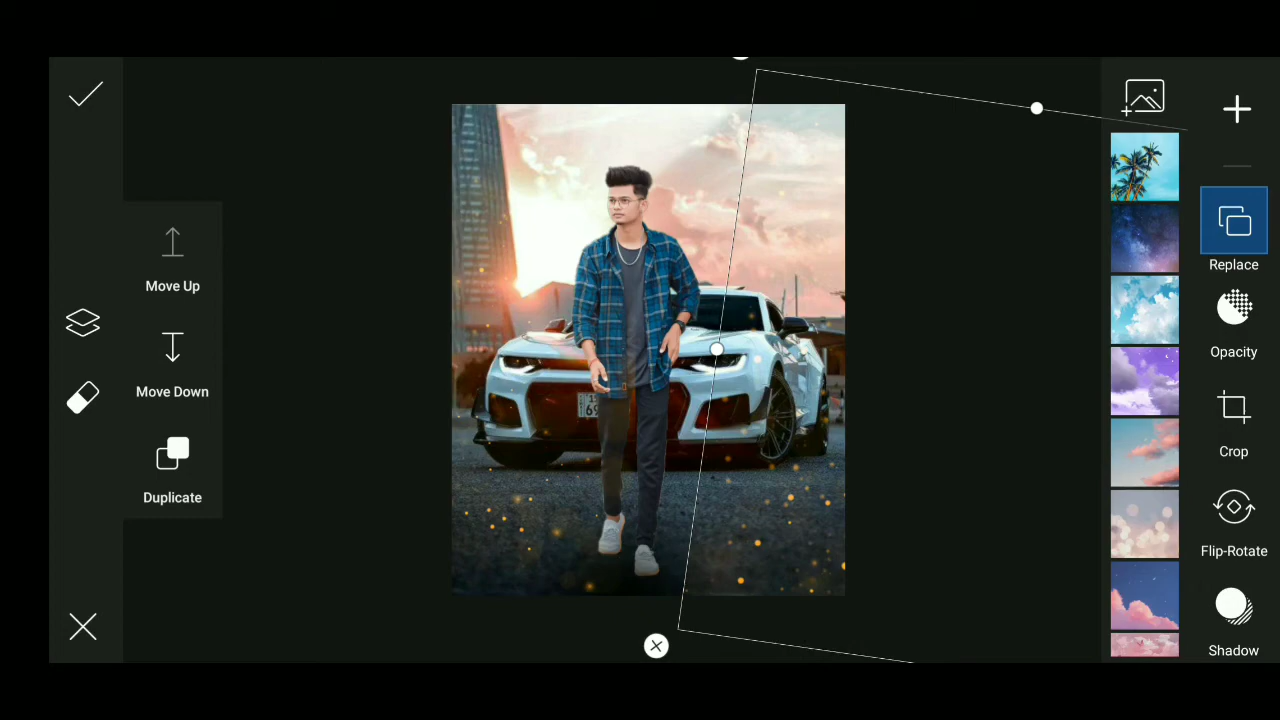 Move Up
Move Down
Duplicate
Replace
Opacity
Crop
Flip-Rotate
Shadow